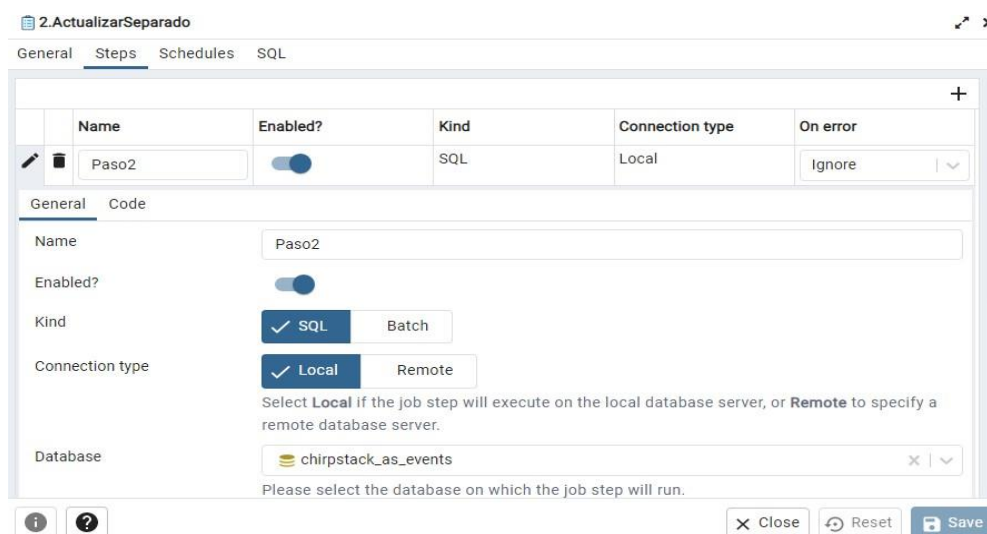 2.ActualizarSeparado
General Steps Schedules SQL
Name Enabled? Kind Connection type On error
Paso2 SQL Local Ignore
General Code
Name Paso2
Enabled?
Kind SQL Batch
Connection type Local Remote
Select Local if the job step will execute on the local database server, or Remote to specify a
remote database server.
Database chirpstack_as_events
Please select the database on which the job step will run.
Close Reset Save